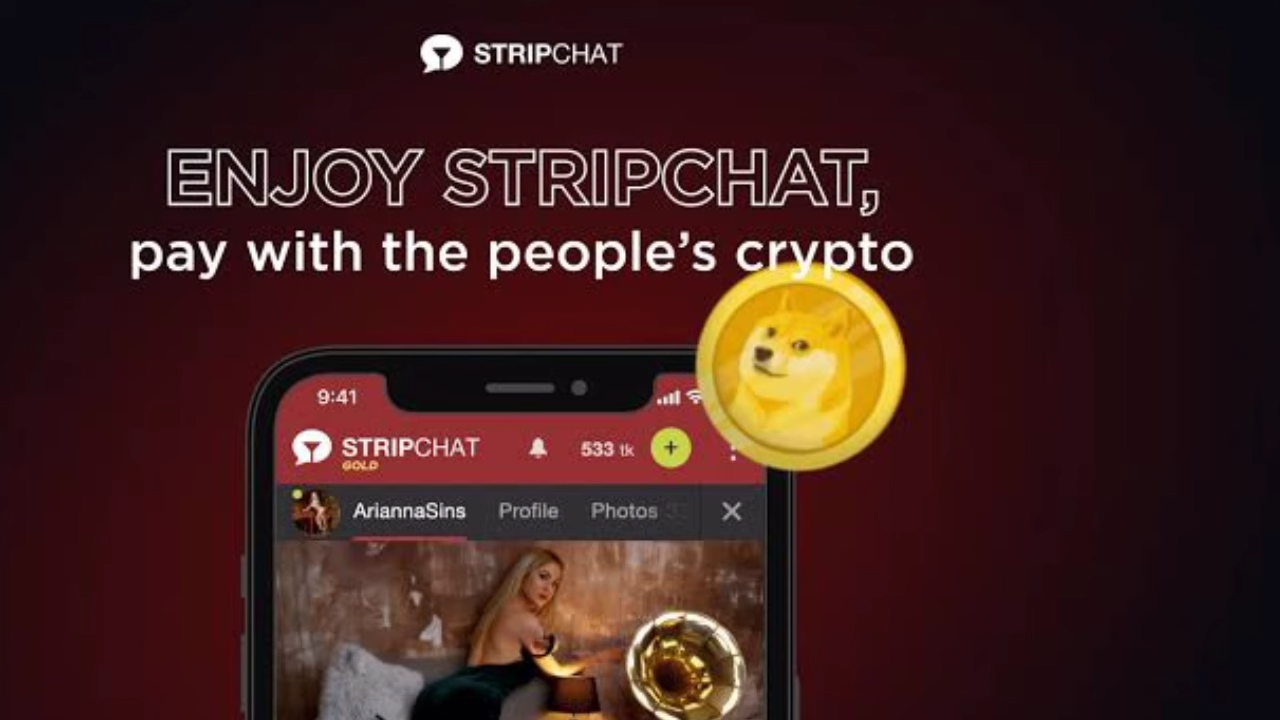 STRIPCHAT
ENJOY STRIPCHAT,
pay with the people's crypto
9:41
STRIPCHAT
GOLD
533 tk
+
AriannaSins Profile Photos